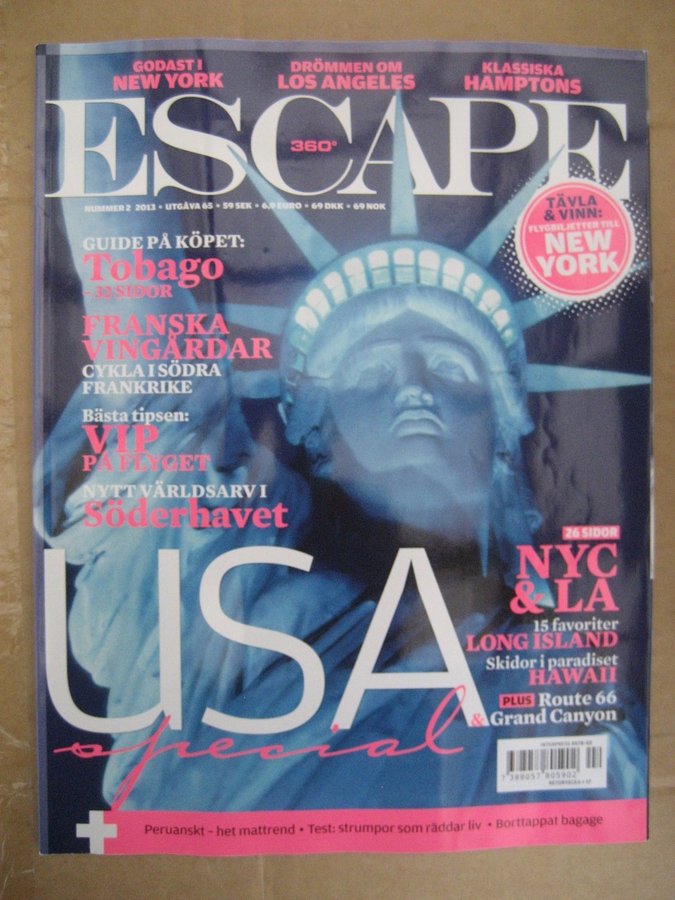 GODAST I
NEW YORK
DRÖMMEN OM
LOS ANGELES
KLASSISKA
HAMPTONS
ESCAPE
360°
NUMMER 2 2013 • UTGÅVA 65 • 59 SEK • 6,9 EURO • 69 DKK • 69 NOK
TÄVLA
& VINN:
FLYGBILJETTER TILL
NEW
YORK
GUIDE PÅ KÖPET:
Tobago
– 32 SIDOR
FRANSKA
VINGÅRDAR
CYKLA I SÖDRA
FRANKRIKE
Bästa tipsen:
VIP
PÅ FLYGET
NYTT VÄRLDSARV I
Söderhavet
USA
special
26 SIDOR
NYC
& LA
15 favoriter
LONG ISLAND
Skidor i paradiset
HAWAII
PLUS Route 66
& Grand Canyon
7 388057 805902
Peruanskt – het mattrend • Test: strumpor som räddar liv • Borttappat bagage